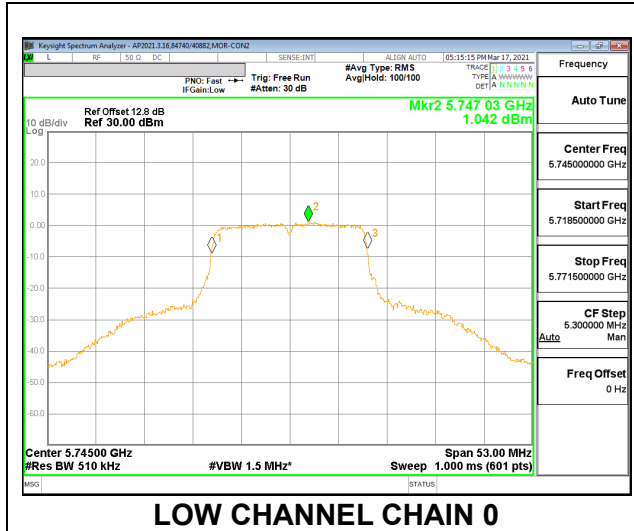 Keysight Spectrum Analyzer - AP2021.3.16,84740/40882,MOR-CON2
L RF 50 Ω DC SENSE:INT ALIGN AUTO 05:15:15 PM Mar 17, 2021
#Avg Type: RMS TRACE 1 2 3 4 5 6
PNO: Fast Trig: Free Run Avg|Hold: 100/100 TYPE A WWWWW
IFGain:Low #Atten: 30 dB DET A N N N N N
Frequency
Auto Tune
Center Freq
5.745000000 GHz
Start Freq
5.718500000 GHz
Stop Freq
5.771500000 GHz
CF Step
5.300000 MHz
Auto Man
Freq Offset
0 Hz
Mkr2 5.747 03 GHz
1.042 dBm
Ref Offset 12.8 dB
10 dB/div Ref 30.00 dBm
Log
20.0
10.0
0.00
-10.0
-20.0
-30.0
-40.0
-50.0
-60.0
1
2
3
Center 5.74500 GHz Span 53.00 MHz
#Res BW 510 kHz #VBW 1.5 MHz* Sweep 1.000 ms (601 pts)
MSG STATUS
LOW CHANNEL CHAIN 0